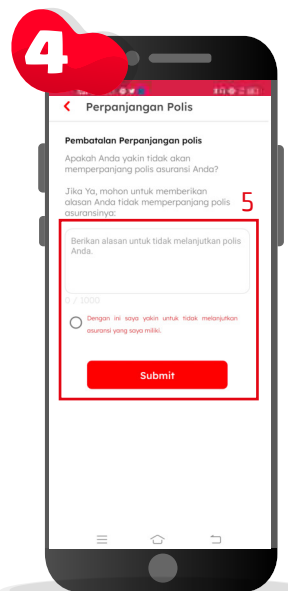 4
Perpanjangan Polis
Pembatalan Perpanjangan polis
Apakah Anda yakin tidak akan
memperpanjang polis asuransi Anda?
Jika Ya, mohon untuk memberikan
alasan Anda tidak memperpanjang polis
asuransinya:
5
Berikan alasan untuk tidak melanjutkan polis
Anda.
0 / 1000
Dengan ini saya yakin untuk tidak melanjutkan
asuransi yang saya miliki.
Submit